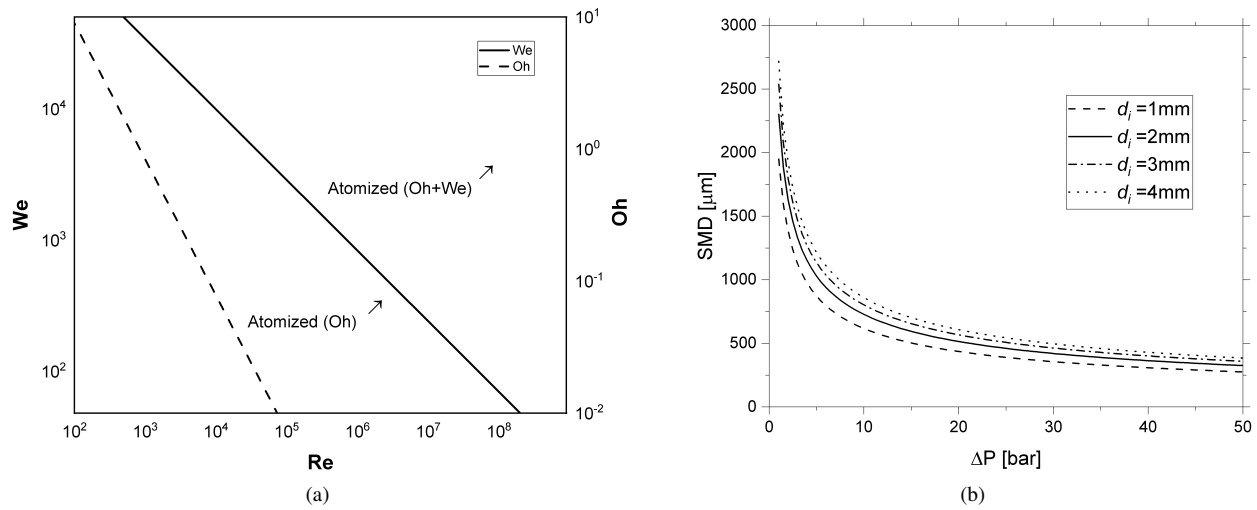 We
Oh
10^4
10^3
10^2
We
10^1
10^0
10^-1
10^-2
Oh
Atomized (Oh+We)
Atomized (Oh)
10^2 10^3 10^4 10^5 10^6 10^7 10^8
Re
(a)
3000
2500
2000
1500
1000
500
0
SMD [μm]
d_i =1mm
d_i =2mm
d_i =3mm
d_i =4mm
0 10 20 30 40 50
ΔP [bar]
(b)